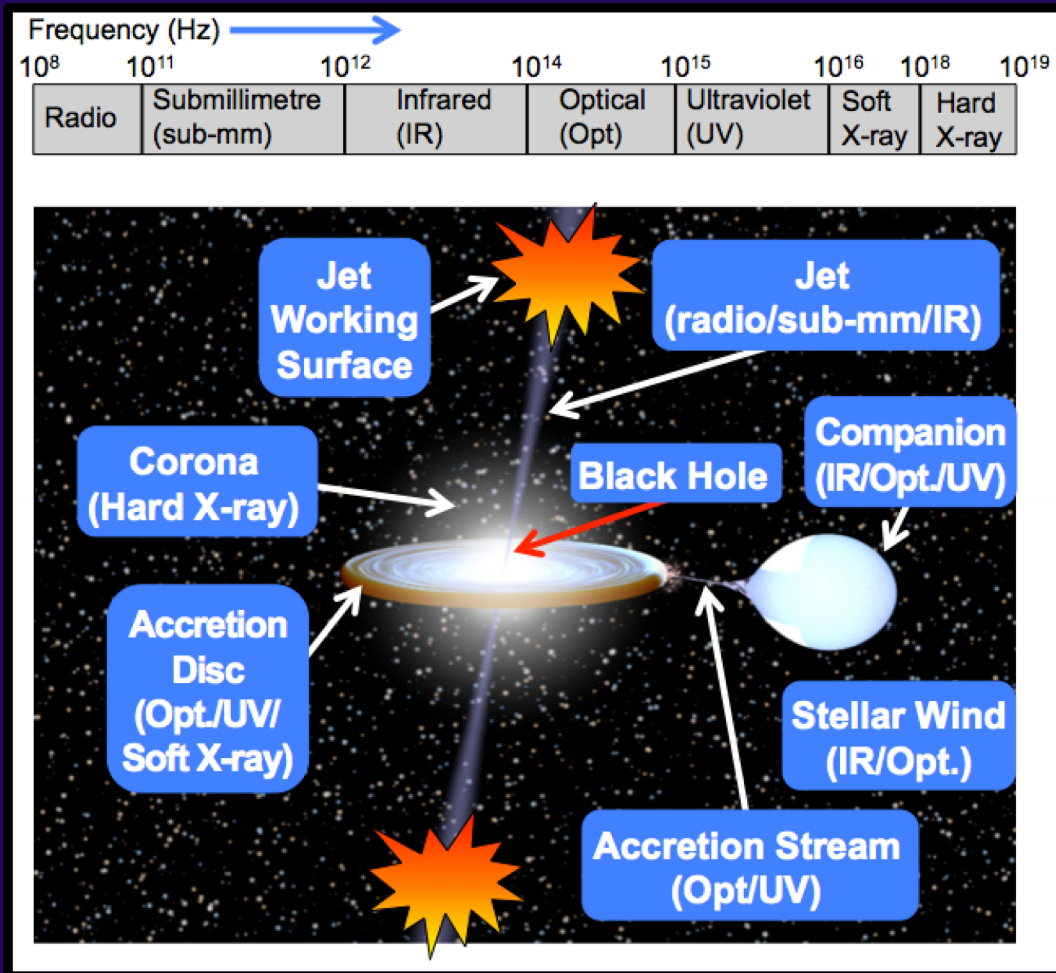 Frequency (Hz)
10⁸ 10¹¹ 10¹² 10¹⁴ 10¹⁵ 10¹⁶ 10¹⁸ 10¹⁹
Radio
Submillimetre
(sub-mm)
Infrared
(IR)
Optical
(Opt)
Ultraviolet
(UV)
Soft
X-ray
Hard
X-ray
Jet
Working
Surface
Jet
(radio/sub-mm/IR)
Corona
(Hard X-ray)
Black Hole
Companion
(IR/Opt./UV)
Accretion
Disc
(Opt./UV/
Soft X-ray)
Stellar Wind
(IR/Opt.)
Accretion Stream
(Opt/UV)